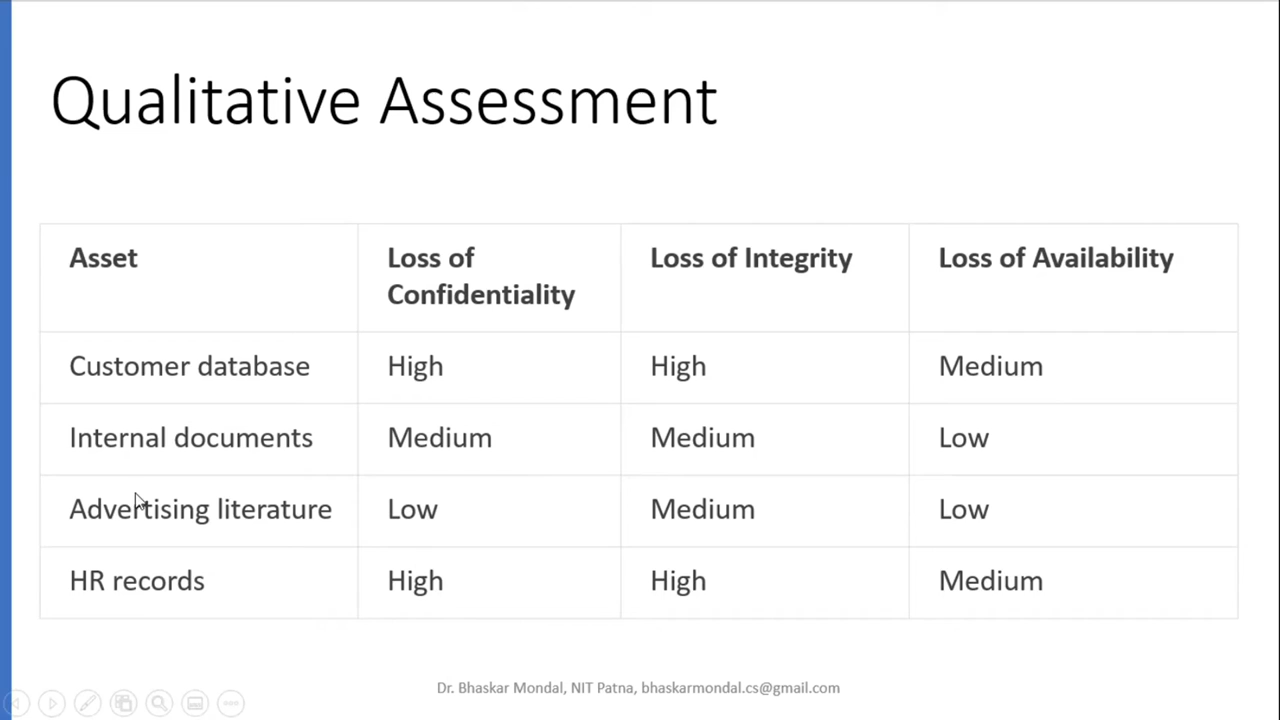 Qualitative Assessment
Asset
Loss of
Confidentiality
Loss of Integrity
Loss of Availability
Customer database
High
High
Medium
Internal documents
Medium
Medium
Low
Advertising literature
Low
Medium
Low
HR records
High
High
Medium
Dr. Bhaskar Mondal, NIT Patna, bhaskarmondal.cs@gmail.com